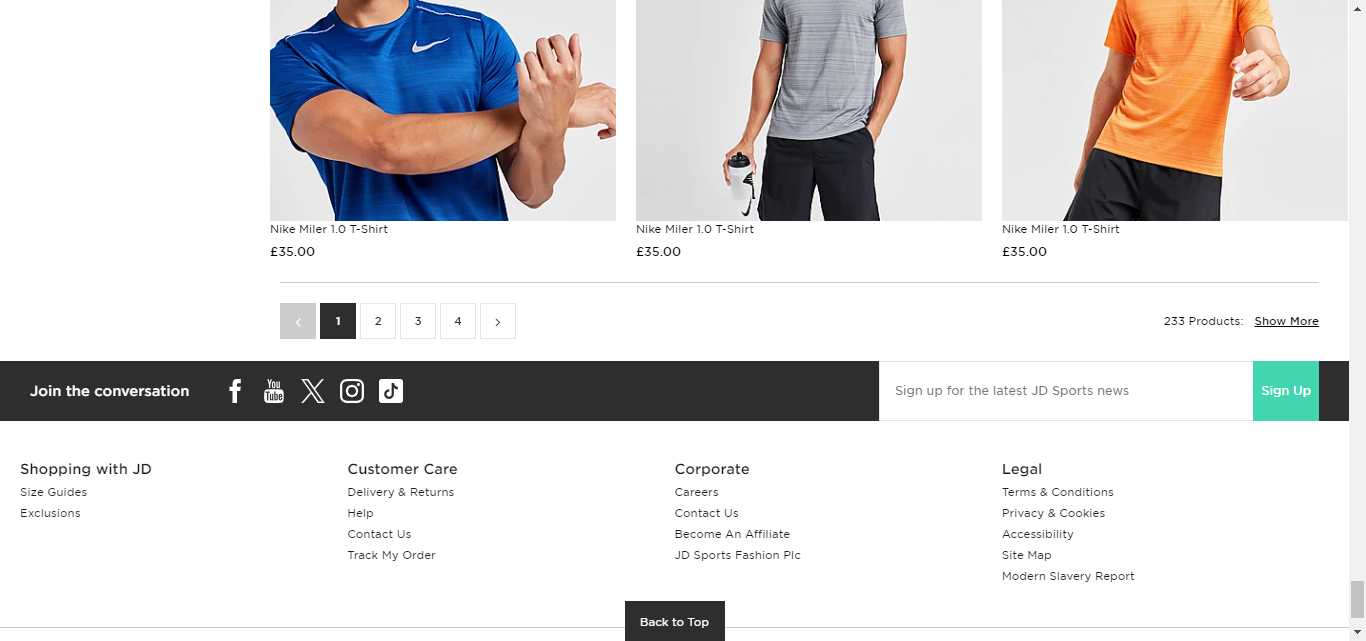 Nike Miler 1.0 T-Shirt
£35.00
Nike Miler 1.0 T-Shirt
£35.00
Nike Miler 1.0 T-Shirt
£35.00
‹ 1 2 3 4 ›
233 Products: Show More
Join the conversation
You Tube
Sign up for the latest JD Sports news
Sign Up
Shopping with JD
Size Guides
Exclusions
Customer Care
Delivery & Returns
Help
Contact Us
Track My Order
Corporate
Careers
Contact Us
Become An Affiliate
JD Sports Fashion Plc
Legal
Terms & Conditions
Privacy & Cookies
Accessibility
Site Map
Modern Slavery Report
Back to Top